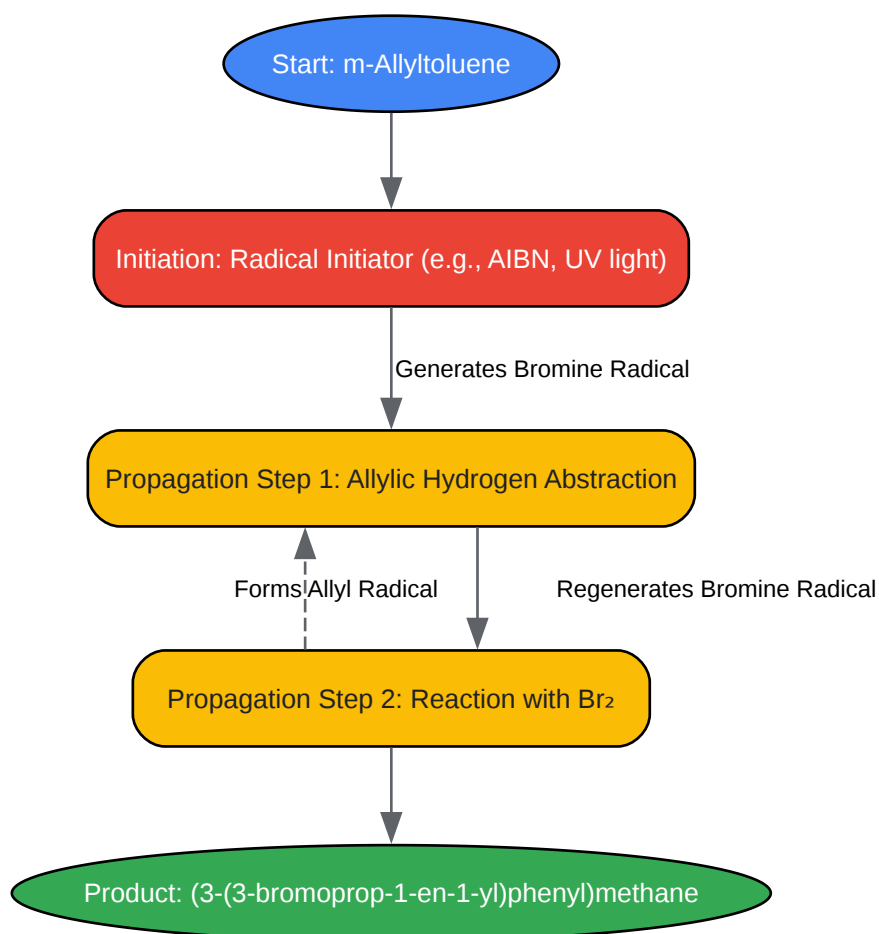 Start: m-Allyltoluene
Initiation: Radical Initiator (e.g., AIBN, UV light)
Generates Bromine Radical
Propagation Step 1: Allylic Hydrogen Abstraction
Forms Allyl Radical
Regenerates Bromine Radical
Propagation Step 2: Reaction with Br₂
Product: (3-(3-bromoprop-1-en-1-yl)phenyl)methane